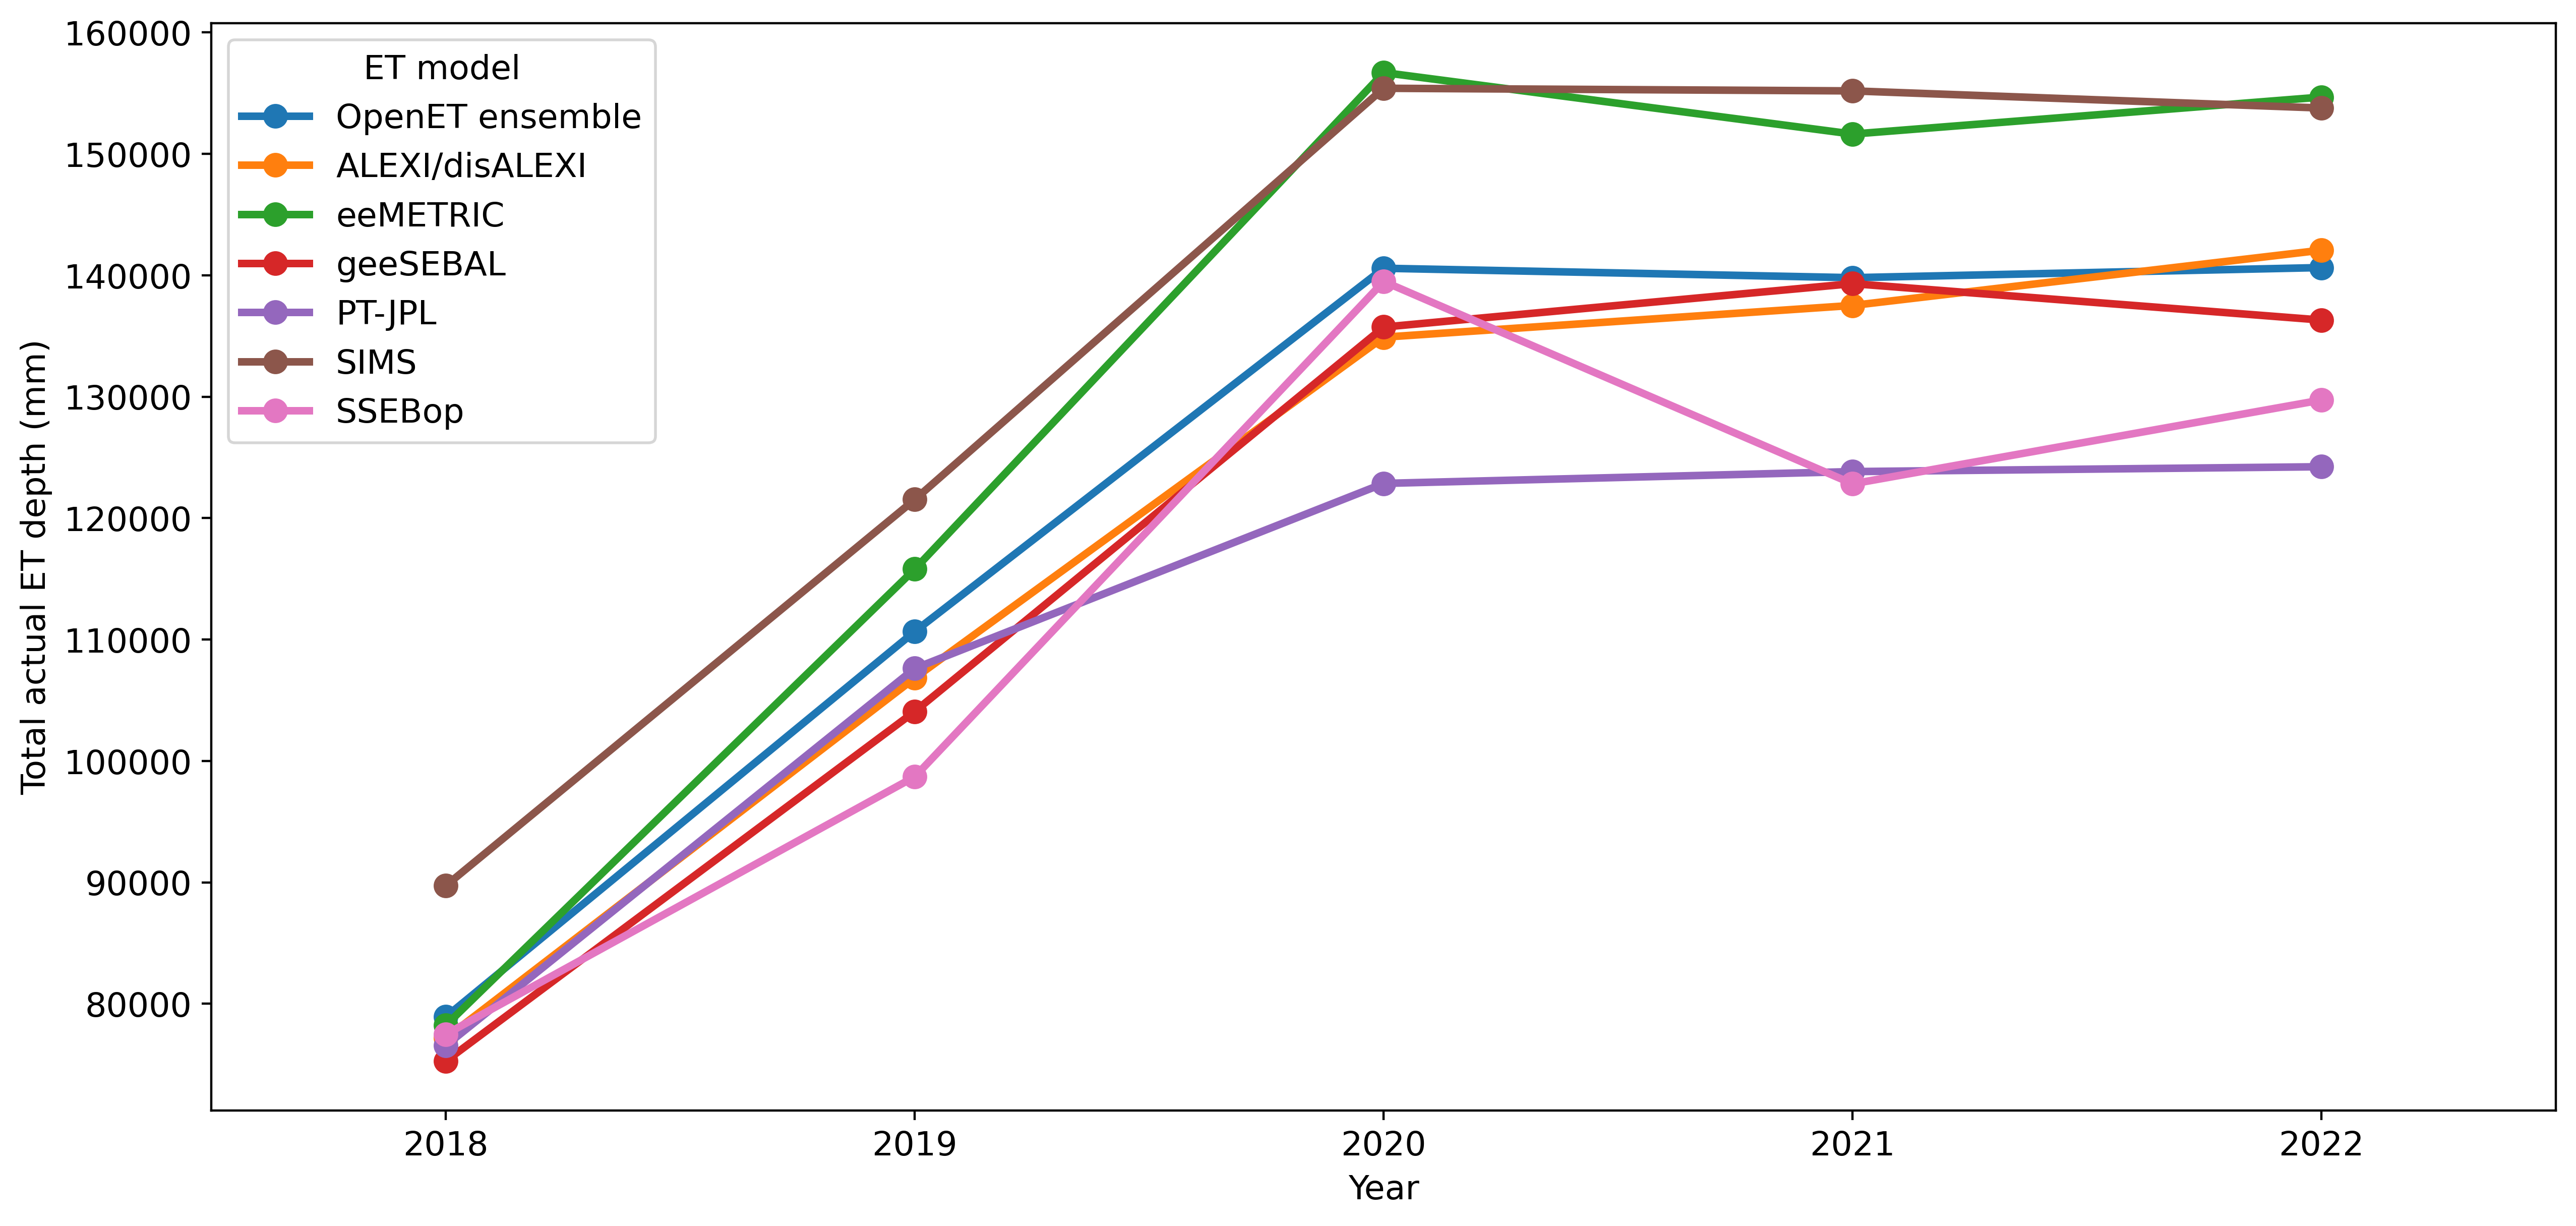 Total actual ET depth (mm)
160000
150000
140000
130000
120000
110000
100000
90000
80000
ET model
OpenET ensemble
ALEXI/disALEXI
eeMETRIC
geeSEBAL
PT-JPL
SIMS
SSEBop
2018
2019
2020
2021
2022
Year